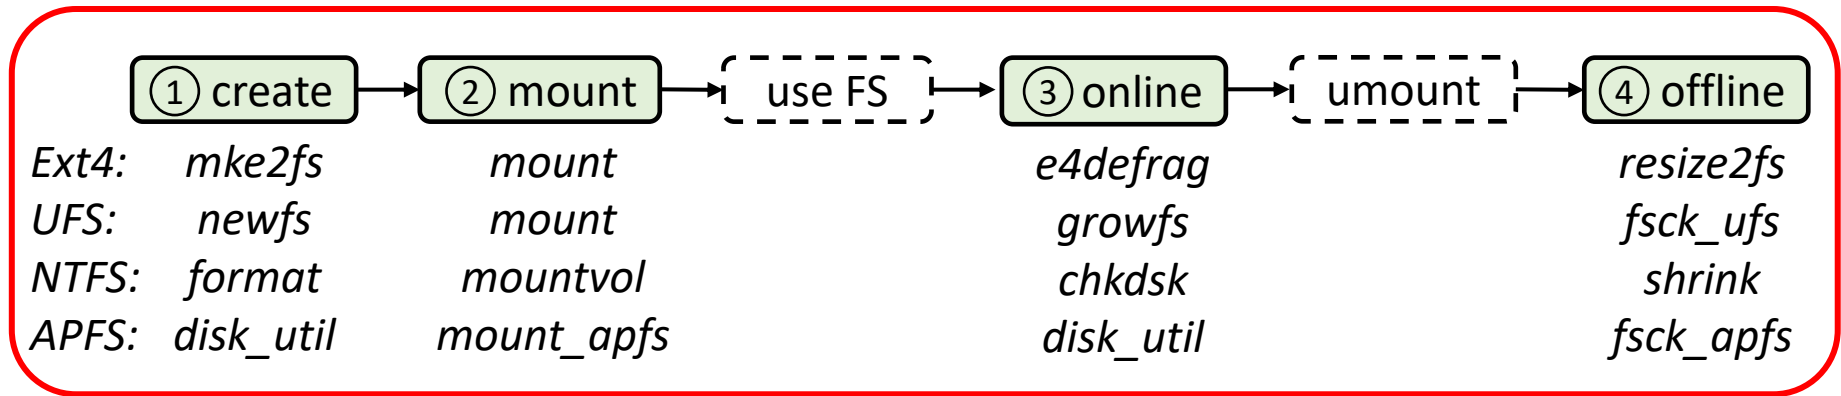 ① create ② mount use FS ③ online umount ④ offline
Ext4: mke2fs mount e4defrag resize2fs
UFS: newfs mount growfs fsck_ufs
NTFS: format mountvol chkdsk shrink
APFS: disk_util mount_apfs disk_util fsck_apfs